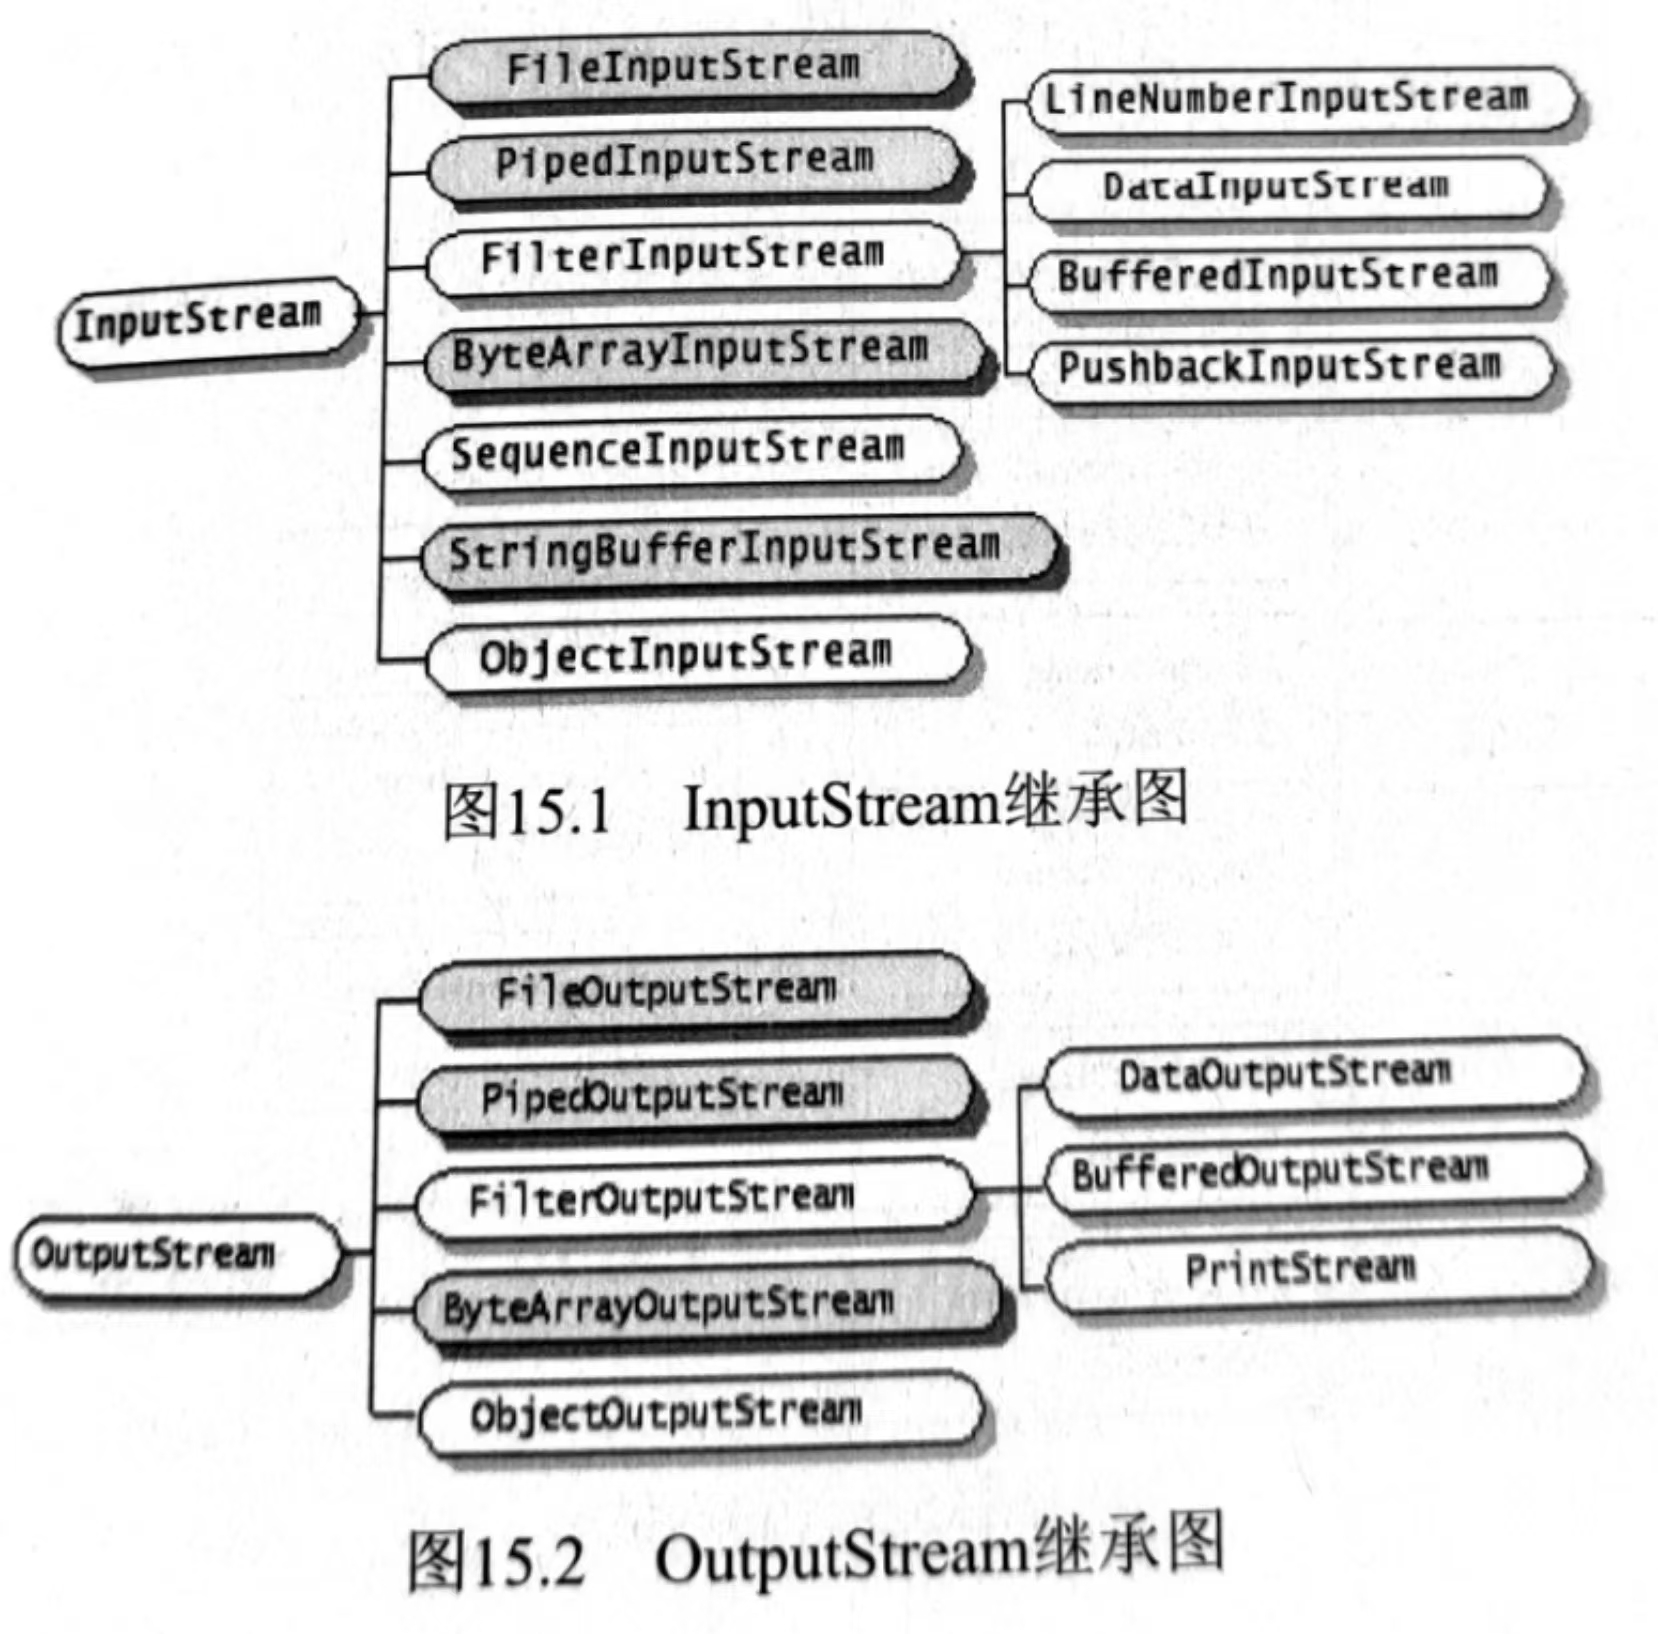 FileInputStream
LineNumberInputStream
PipedInputStream
DataInputStream
FilterInputStream
BufferedInputStream
InputStream
ByteArrayInputStream
PushbackInputStream
SequenceInputStream
StringBufferInputStream
ObjectInputStream
图15.1 InputStream继承图
FileOutputStream
DataOutputStream
PipedOutputStream
BufferedOutputStream
FilterOutputStream
OutputStream
PrintStream
ByteArrayOutputStream
ObjectOutputStream
图15.2 OutputStream继承图